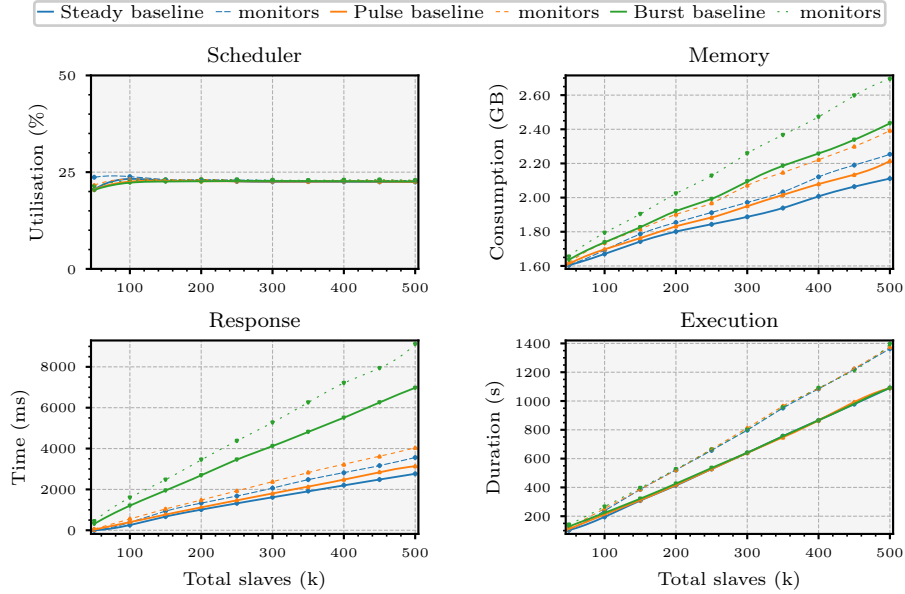 Steady baseline monitors Pulse baseline monitors Burst baseline monitors
Scheduler
Utilisation (%)
50
25
0
100 200 300 400 500
Memory
Consumption (GB)
2.60
2.40
2.20
2.00
1.80
1.60
100 200 300 400 500
Response
Time (ms)
8000
6000
4000
2000
0
100 200 300 400 500
Total slaves (k)
Execution
Duration (s)
1400
1200
1000
800
600
400
200
100 200 300 400 500
Total slaves (k)